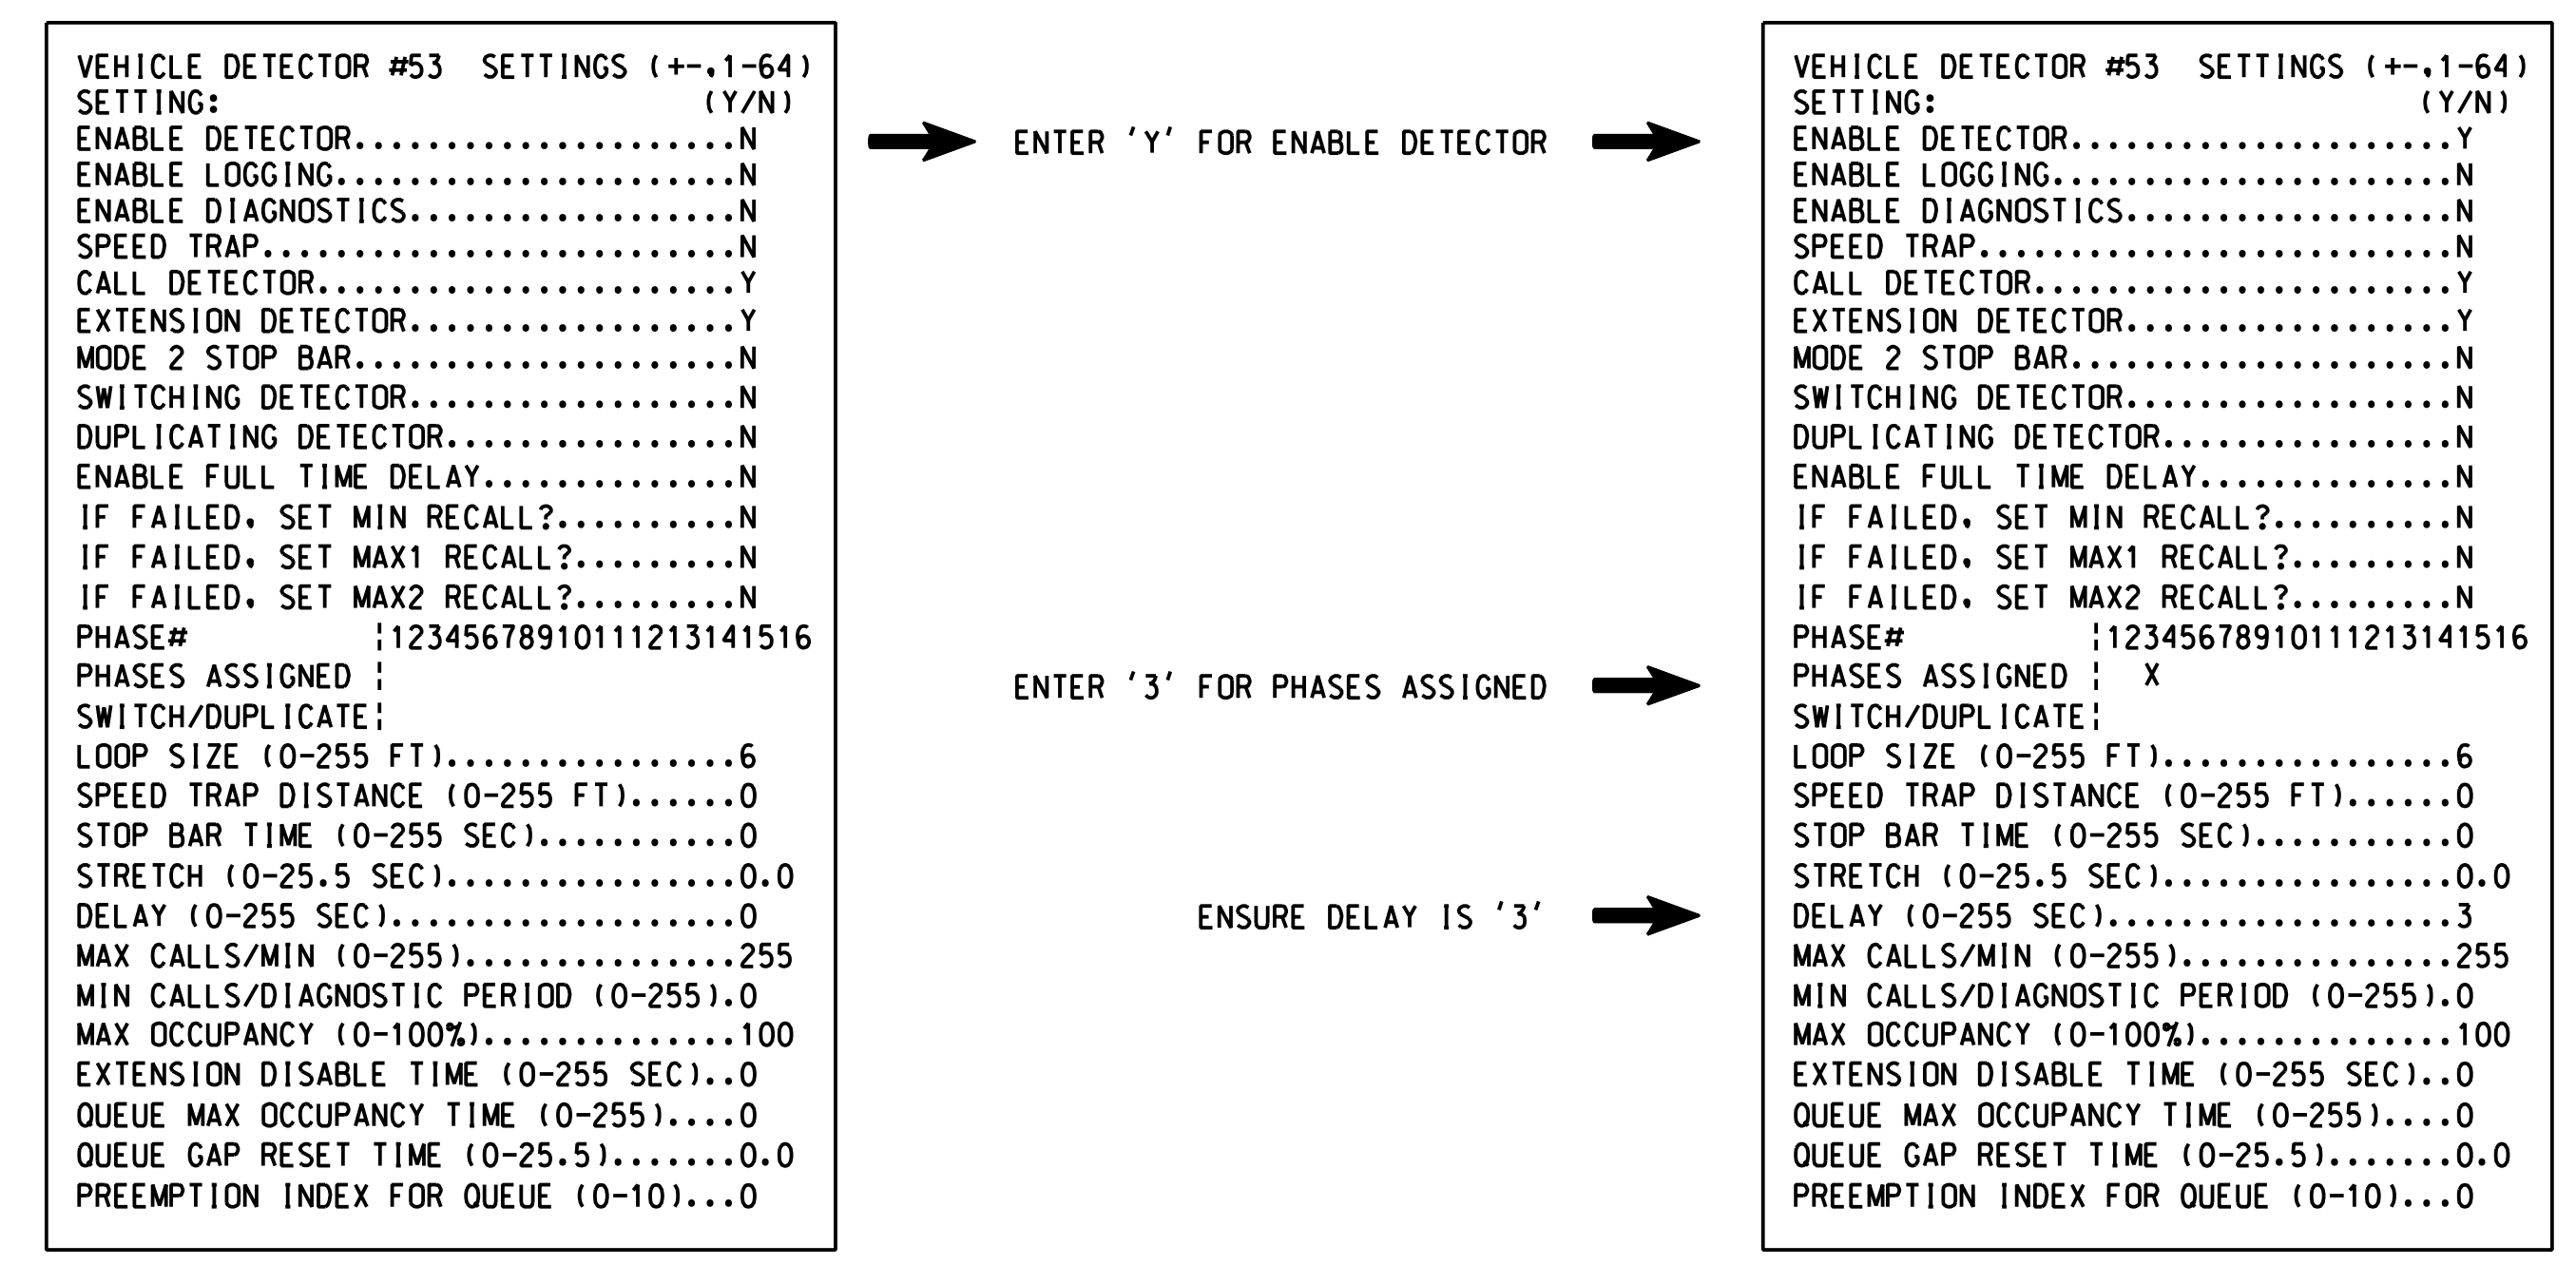 VEHICLE DETECTOR #53  SETTINGS (+-,1-64)
SETTING:                          (Y/N)
ENABLE DETECTOR.....................N
ENABLE LOGGING......................N
ENABLE DIAGNOSTICS..................N
SPEED TRAP..........................N
CALL DETECTOR.......................Y
EXTENSION DETECTOR..................Y
MODE 2 STOP BAR.....................N
SWITCHING DETECTOR..................N
DUPLICATING DETECTOR................N
ENABLE FULL TIME DELAY..............N
IF FAILED, SET MIN RECALL?..........N
IF FAILED, SET MAX1 RECALL?.........N
IF FAILED, SET MAX2 RECALL?.........N
PHASE#          |12345678910111213141516
PHASES ASSIGNED |
SWITCH/DUPLICATE|
LOOP SIZE (0-255 FT)................6
SPEED TRAP DISTANCE (0-255 FT)......0
STOP BAR TIME (0-255 SEC)...........0
STRETCH (0-25.5 SEC)................0.0
DELAY (0-255 SEC)...................0
MAX CALLS/MIN (0-255)...............255
MIN CALLS/DIAGNOSTIC PERIOD (0-255).0
MAX OCCUPANCY (0-100%)..............100
EXTENSION DISABLE TIME (0-255 SEC)..0
QUEUE MAX OCCUPANCY TIME (0-255)....0
QUEUE GAP RESET TIME (0-25.5).......0.0
PREEMPTION INDEX FOR QUEUE (0-10)...0
ENTER 'Y' FOR ENABLE DETECTOR
ENTER '3' FOR PHASES ASSIGNED
ENSURE DELAY IS '3'
VEHICLE DETECTOR #53  SETTINGS (+-,1-64)
SETTING:                          (Y/N)
ENABLE DETECTOR.....................Y
ENABLE LOGGING......................N
ENABLE DIAGNOSTICS..................N
SPEED TRAP..........................N
CALL DETECTOR.......................Y
EXTENSION DETECTOR..................Y
MODE 2 STOP BAR.....................N
SWITCHING DETECTOR..................N
DUPLICATING DETECTOR................N
ENABLE FULL TIME DELAY..............N
IF FAILED, SET MIN RECALL?..........N
IF FAILED, SET MAX1 RECALL?.........N
IF FAILED, SET MAX2 RECALL?.........N
PHASE#          |12345678910111213141516
PHASES ASSIGNED |  X
SWITCH/DUPLICATE|
LOOP SIZE (0-255 FT)................6
SPEED TRAP DISTANCE (0-255 FT)......0
STOP BAR TIME (0-255 SEC)...........0
STRETCH (0-25.5 SEC)................0.0
DELAY (0-255 SEC)...................3
MAX CALLS/MIN (0-255)...............255
MIN CALLS/DIAGNOSTIC PERIOD (0-255).0
MAX OCCUPANCY (0-100%)..............100
EXTENSION DISABLE TIME (0-255 SEC)..0
QUEUE MAX OCCUPANCY TIME (0-255)....0
QUEUE GAP RESET TIME (0-25.5).......0.0
PREEMPTION INDEX FOR QUEUE (0-10)...0